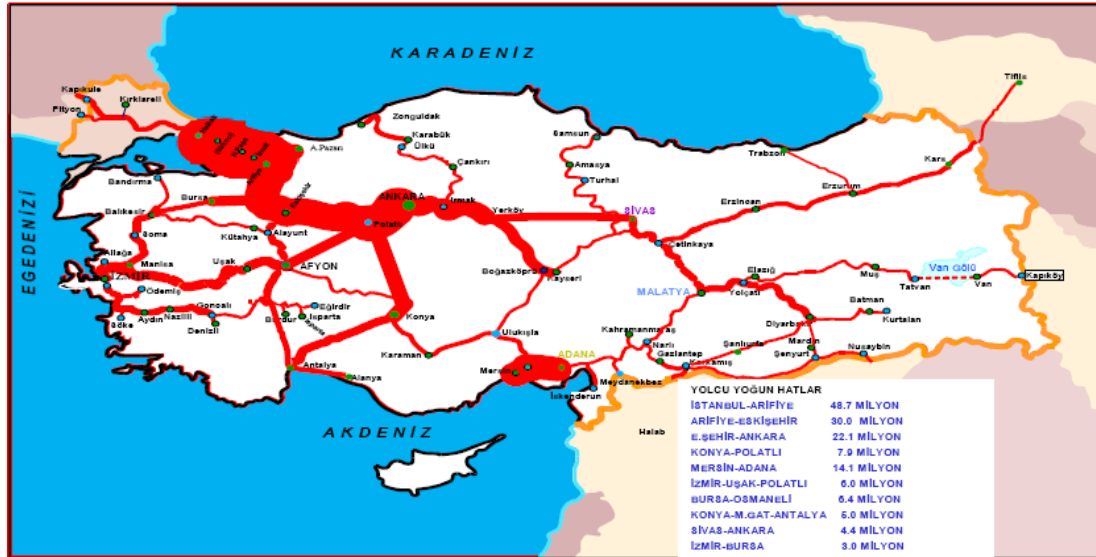 KARADENİZ
Tiflis
Kapıkule
Pityon
Kırklareli
Zonguldak
Karabük
Ülkü
A.Pazarı
Çankırı
Samsun
Amasya
Turhal
Trabzon
Kars
Erzurum
Erzincan
Bandırma
Bursa
Balıkesir
ANKARA
Irmak
Yerköy
SİVAS
Polatlı
Kütahya
Alayunt
Soma
Çetinkaya
EGEDENİZİ
Aliağa
Manisa
İZMİR
Uşak
AFYON
Boğazköprü
Kayseri
MALATYA
Elazığ
Yolçatı
Muş
Van Gölü
Tatvan
Van
Kapıköy
Ödemiş
Goncalı
Nazilli
Aydın
Söke
Denizli
Burdur
Eğirdir
Isparta
Konya
Batman
Kurtalan
Diyarbakır
Mardin
Ulukışla
Kahramanmaraş
Narlı
Şanlıurfa
Şenyurt
Nusaybin
Karaman
Mersin
ADANA
Gaziantep
Karkamış
Antalya
Alanya
İskenderun
Meydanekbez
AKDENİZ
Halab
YOLCU YOĞUN HATLAR
İSTANBUL-ARİFİYE 48.7 MİLYON
ARİFİYE-ESKİŞEHİR 30.0 MİLYON
E.ŞEHİR-ANKARA 22.1 MİLYON
KONYA-POLATLI 7.9 MİLYON
MERSİN-ADANA 14.1 MİLYON
İZMİR-UŞAK-POLATLI 6.0 MİLYON
BURSA-OSMANELİ 6.4 MİLYON
KONYA-M.GAT-ANTALYA 5.0 MİLYON
SİVAS-ANKARA 4.4 MİLYON
İZMİR-BURSA 3.0 MİLYON